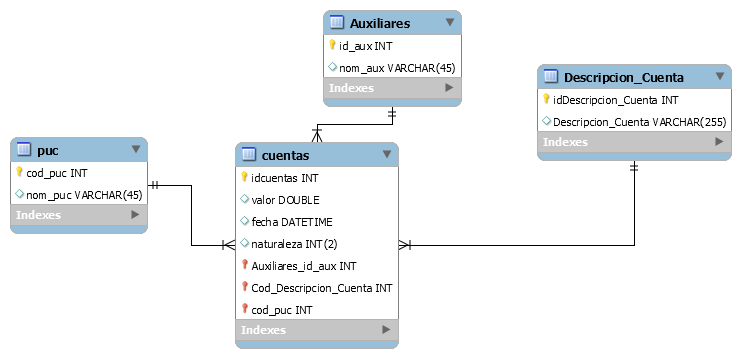 Auxiliares
id_aux INT
nom_aux VARCHAR(45)
Indexes
Descripcion_Cuenta
idDescripcion_Cuenta INT
Descripcion_Cuenta VARCHAR(255)
Indexes
puc
cod_puc INT
nom_puc VARCHAR(45)
Indexes
cuentas
idcuentas INT
valor DOUBLE
fecha DATETIME
naturaleza INT(2)
Auxiliares_id_aux INT
Cod_Descripcion_Cuenta INT
cod_puc INT
Indexes